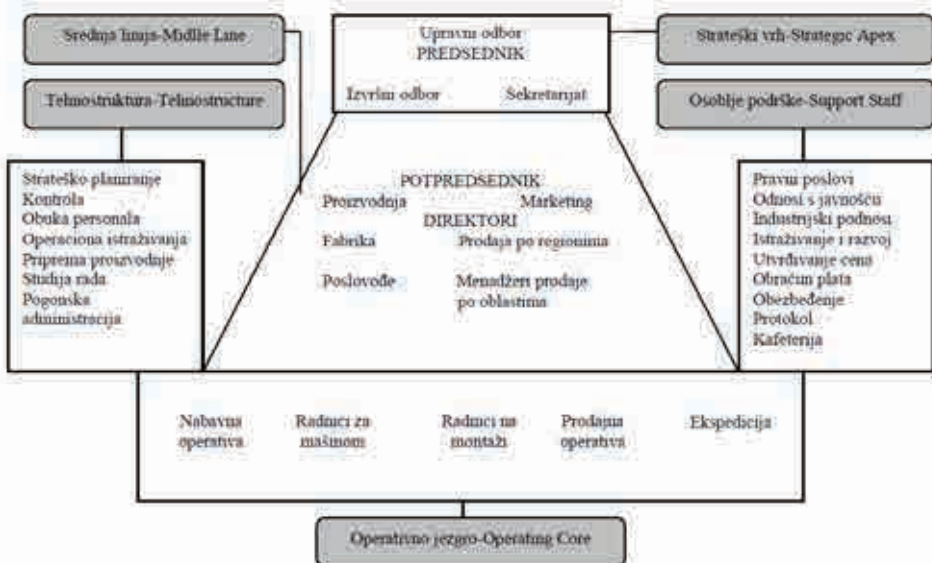 Srednja linija-Midlle Line
Upravni odbor
PREDSEDNIK
Izvršni odbor Sekretarijat
Strateški vrh-Strategic Apex
Tehnostruktura-Tehnostructure
Osoblje podrške-Support Staff
Strateško planiranje
Kontrola
Obuka personala
Operaciona istraživanja
Priprema proizvodnje
Studija rada
Pogonska
administracija
POTPREDSEDNIK
Proizvodnja Marketing
DIREKTORI
Fabrika Prodaja po regionima
Poslovođe Menadžeri prodaje
po oblastima
Pravni poslovi
Odnosi s javnošću
Industrijski podnosi
Istraživanje i razvoj
Utvrđivanje cena
Obračun plata
Obezbeđenje
Protokol
Kafeterija
Nabavna
operativa
Radnici za
mašinom
Radnici na
montaži
Prodajna
operativa
Ekspedicija
Operativno jezgro-Operating Core